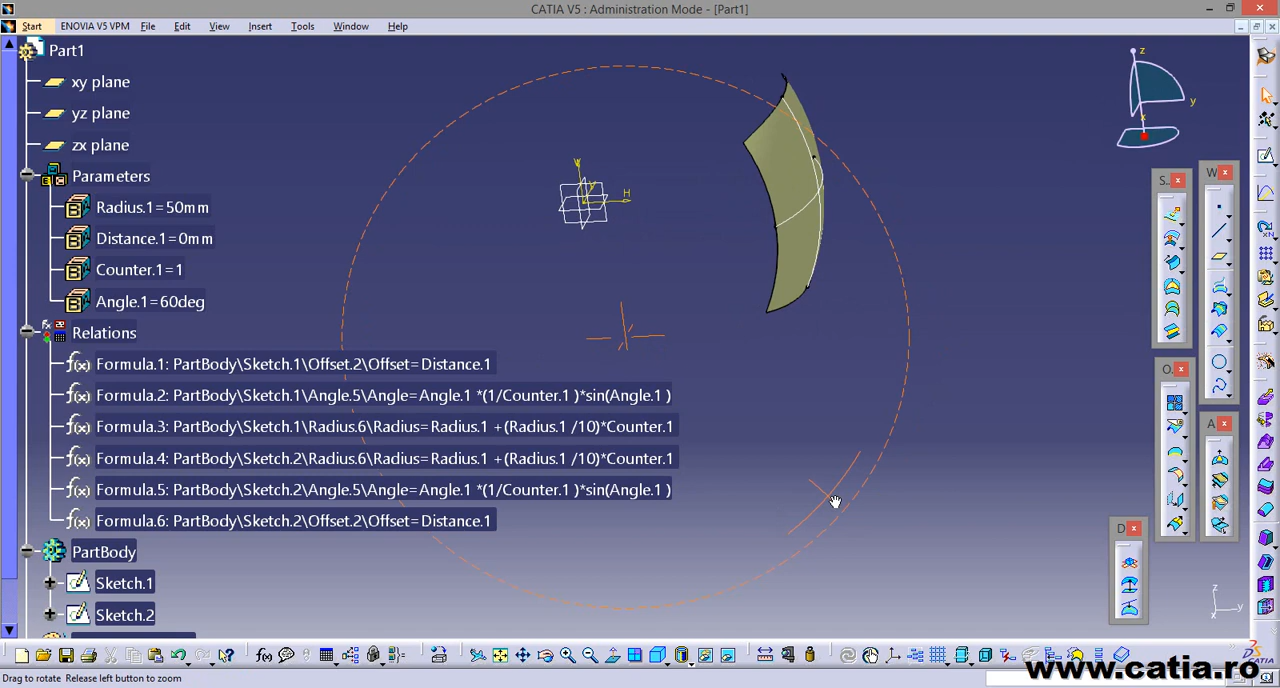 CATIA V5 : Administration Mode - [Part1]
Start ENOVIA V5 VPM File Edit View Insert Tools Window Help
Part1
xy plane
yz plane
zx plane
Parameters
Radius.1=50mm
Distance.1=0mm
Counter.1=1
Angle.1=60deg
Relations
Formula.1: PartBody\Sketch.1\Offset.2\Offset=Distance.1
Formula.2: PartBody\Sketch.1\Angle.5\Angle=Angle.1 *(1/Counter.1 )*sin(Angle.1 )
Formula.3: PartBody\Sketch.1\Radius.6\Radius=Radius.1 +(Radius.1 /10)*Counter.1
Formula.4: PartBody\Sketch.2\Radius.6\Radius=Radius.1 +(Radius.1 /10)*Counter.1
Formula.5: PartBody\Sketch.2\Angle.5\Angle=Angle.1 *(1/Counter.1 )*sin(Angle.1 )
Formula.6: PartBody\Sketch.2\Offset.2\Offset=Distance.1
PartBody
Sketch.1
Sketch.2
V
H
z
y
x
S...
W
O...
A
D
z
y
x
www.catia.ro
Drag to rotate Release left button to zoom